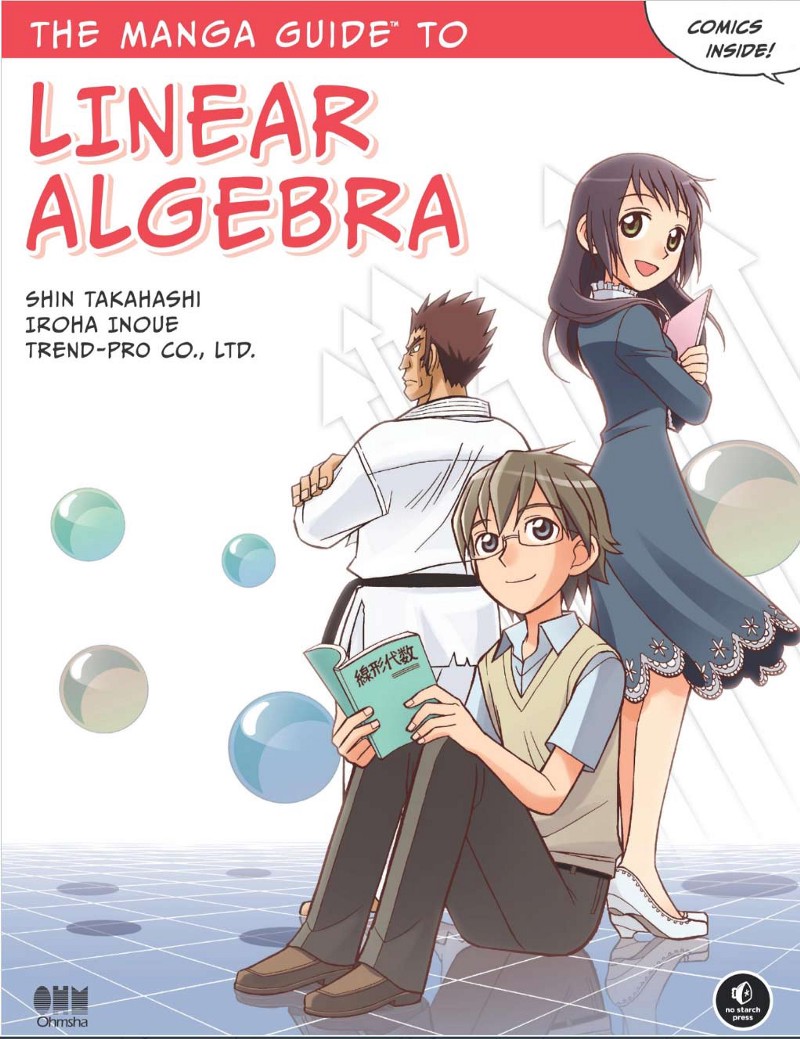 THE MANGA GUIDE™ TO
COMICS
INSIDE!
LINEAR
ALGEBRA
SHIN TAKAHASHI
IROHA INOUE
TREND-PRO CO., LTD.
線形代数
OHM
Ohmsha
no starch
press